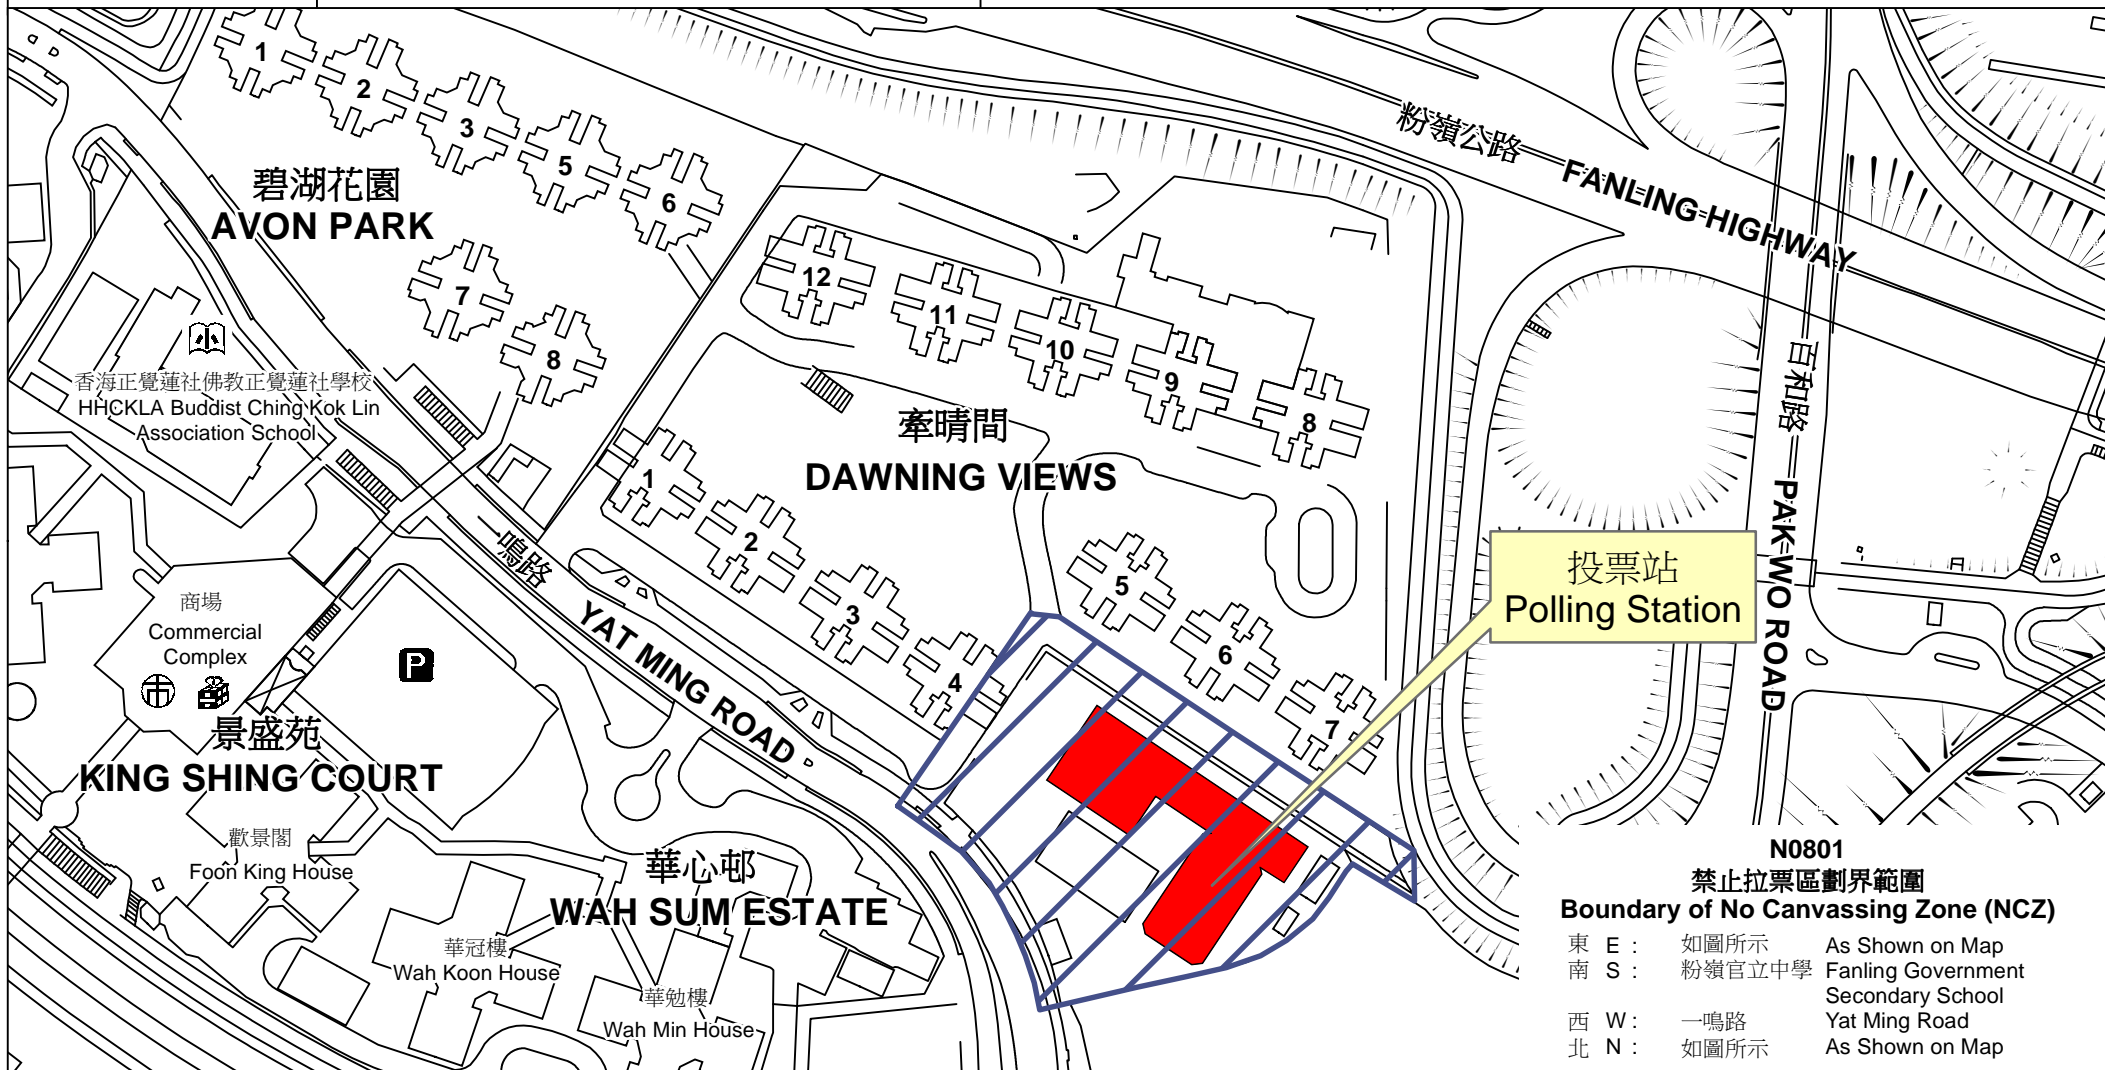 1
2
3
5
6
碧湖花園
AVON PARK
7
8
粉嶺公路
FANLING HIGHWAY
12
11
10
9
8
百和路
PAK WO ROAD
香海正覺蓮社佛教正覺蓮社學校
HHCKLA Buddist Ching Kok Lin
Association School
牽晴間
DAWNING VIEWS
1
2
3
4
5
6
7
一鳴路
YAT MING ROAD
投票站
Polling Station
商場
Commercial
Complex
P
景盛苑
KING SHING COURT
歡景閣
Foon King House
華心邨
WAH SUM ESTATE
華冠樓
Wah Koon House
華勉樓
Wah Min House
N0801
禁止拉票區劃界範圍
Boundary of No Canvassing Zone (NCZ)
東 E : 如圖所示 As Shown on Map
南 S : 粉嶺官立中學 Fanling Government
Secondary School
西 W : 一鳴路 Yat Ming Road
北 N : 如圖所示 As Shown on Map